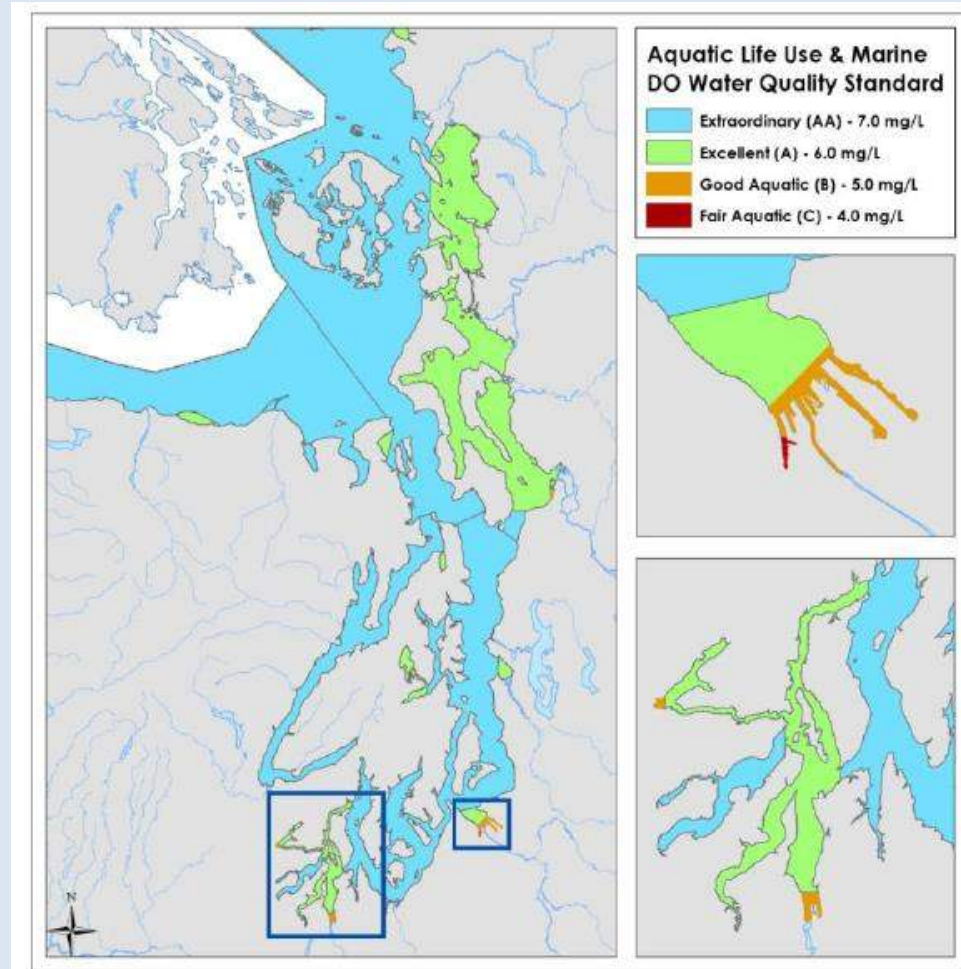 Aquatic Life Use & Marine
DO Water Quality Standard
Extraordinary (AA) - 7.0 mg/L
Excellent (A) - 6.0 mg/L
Good Aquatic (B) - 5.0 mg/L
Fair Aquatic (C) - 4.0 mg/L
N